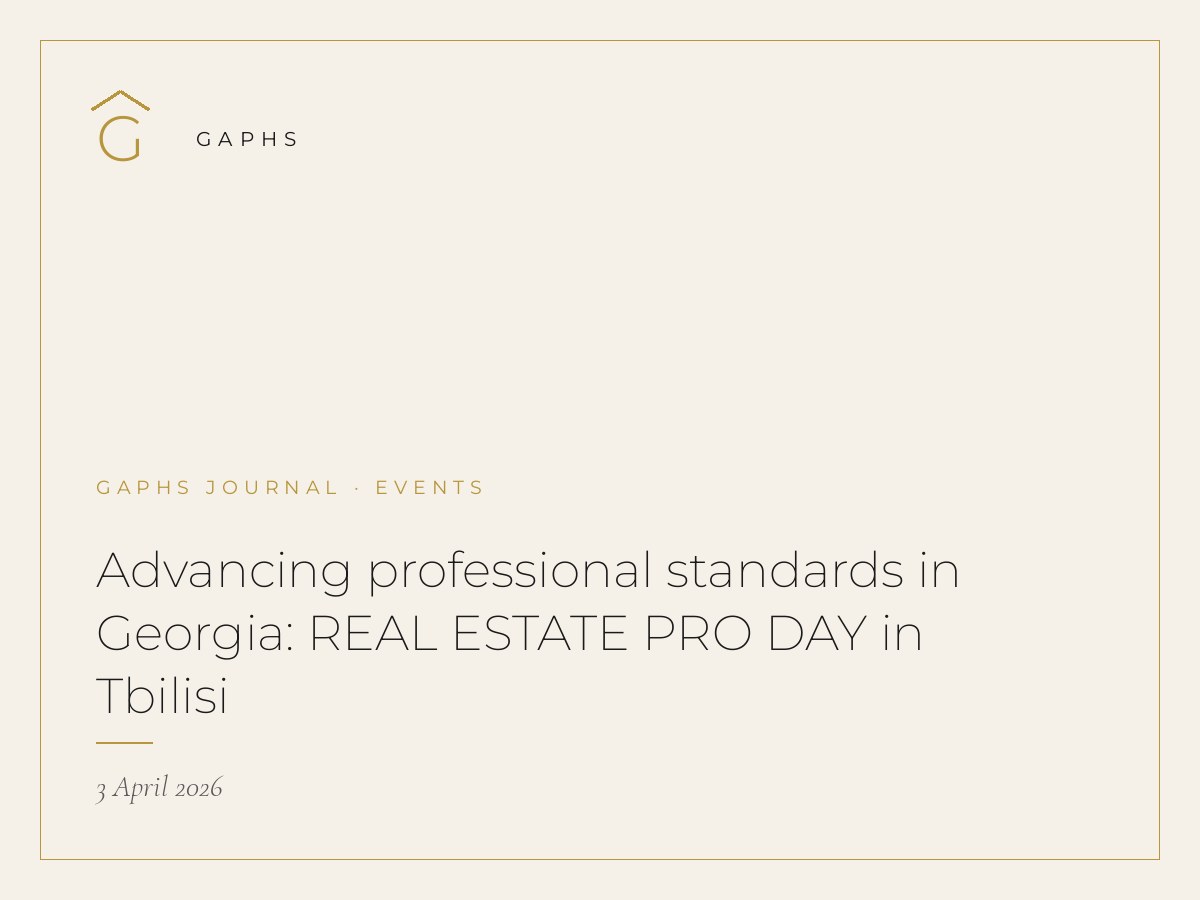 G
GAPHS
GAPHS JOURNAL · EVENTS
Advancing professional standards in
Georgia: REAL ESTATE PRO DAY in
Tbilisi
3 April 2026